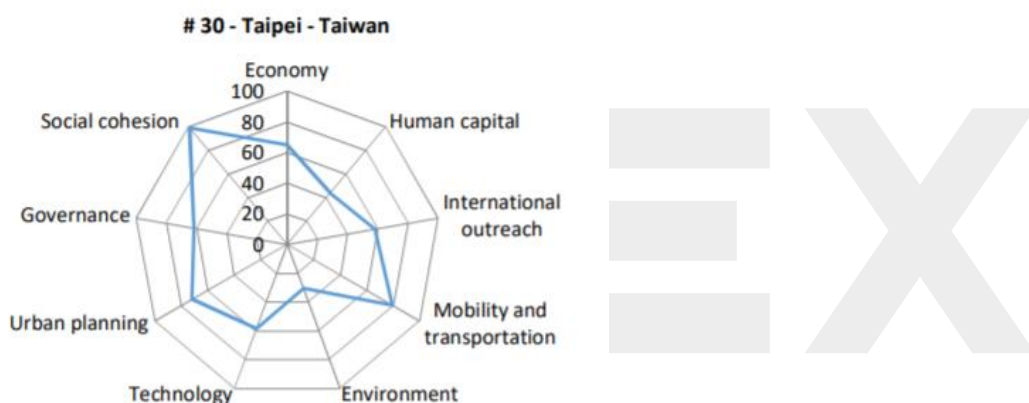 # 30 - Taipei - Taiwan
Economy
100
80
60
40
20
0
Human capital
International
outreach
Mobility and
transportation
Environment
Technology
Urban planning
Governance
Social cohesion
EX